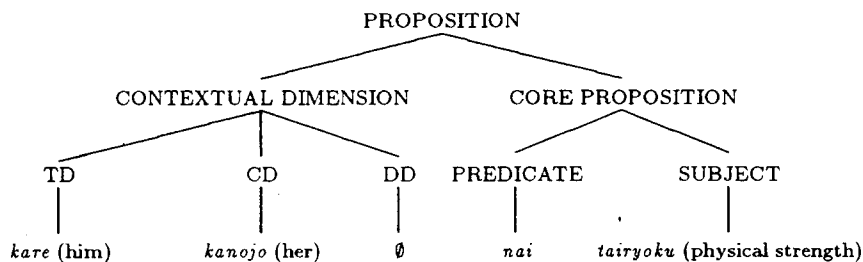 PROPOSITION
CONTEXTUAL DIMENSION CORE PROPOSITION
TD CD DD PREDICATE SUBJECT
kare (him) kanojo (her) ∅ nai tairyoku (physical strength)